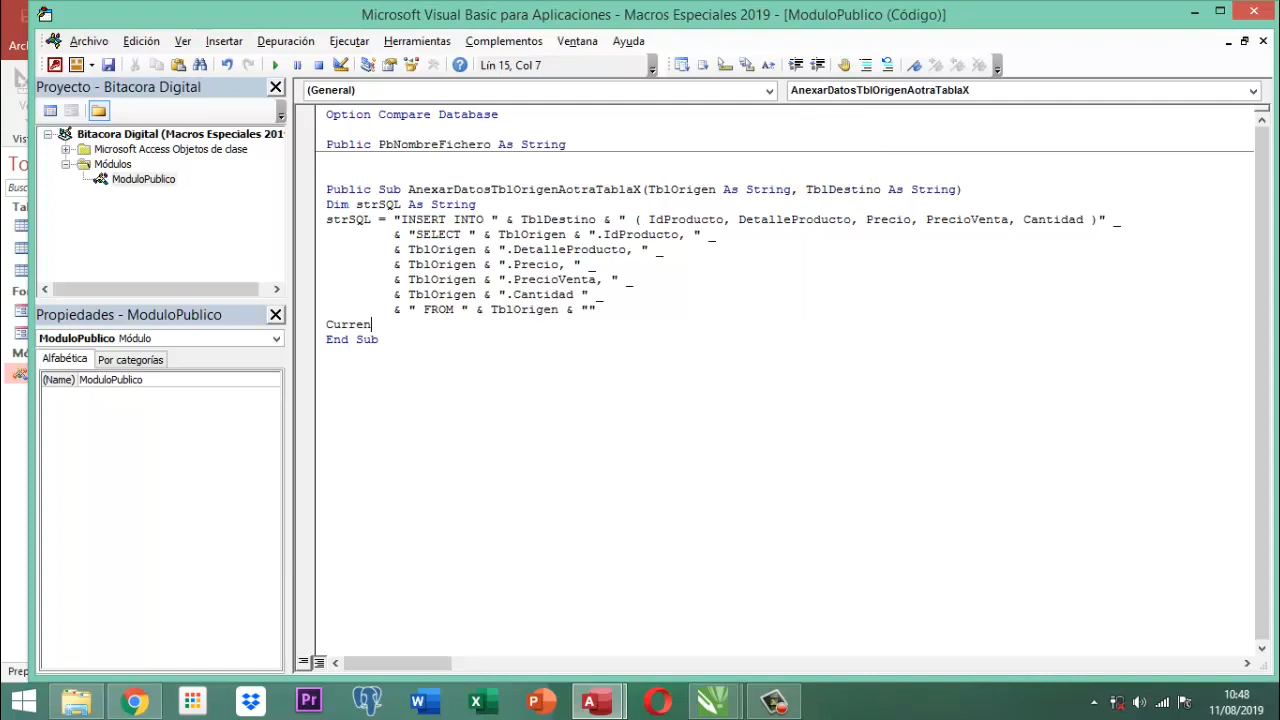 Microsoft Visual Basic para Aplicaciones - Macros Especiales 2019 - [ModuloPublico (Código)]
Archivo Edición Ver Insertar Depuración Ejecutar Herramientas Complementos Ventana Ayuda
Lín 15, Col 7
Proyecto - Bitacora Digital
(General)
AnexarDatosTblOrigenAotraTablaX
Bitacora Digital (Macros Especiales 201
Microsoft Access Objetos de clase
Módulos
ModuloPublico
Propiedades - ModuloPublico
ModuloPublico Módulo
Alfabética Por categorías
(Name) ModuloPublico
Option Compare Database
Public PbNombreFichero As String
Public Sub AnexarDatosTblOrigenAotraTablaX(TblOrigen As String, TblDestino As String)
Dim strSQL As String
strSQL = "INSERT INTO " & TblDestino & " ( IdProducto, DetalleProducto, Precio, PrecioVenta, Cantidad )" _
& "SELECT " & TblOrigen & ".IdProducto, " _
& TblOrigen & ".DetalleProducto, " _
& TblOrigen & ".Precio, " _
& TblOrigen & ".PrecioVenta, " _
& TblOrigen & ".Cantidad " _
& " FROM " & TblOrigen & ""
Curren
End Sub
10:48
11/08/2019